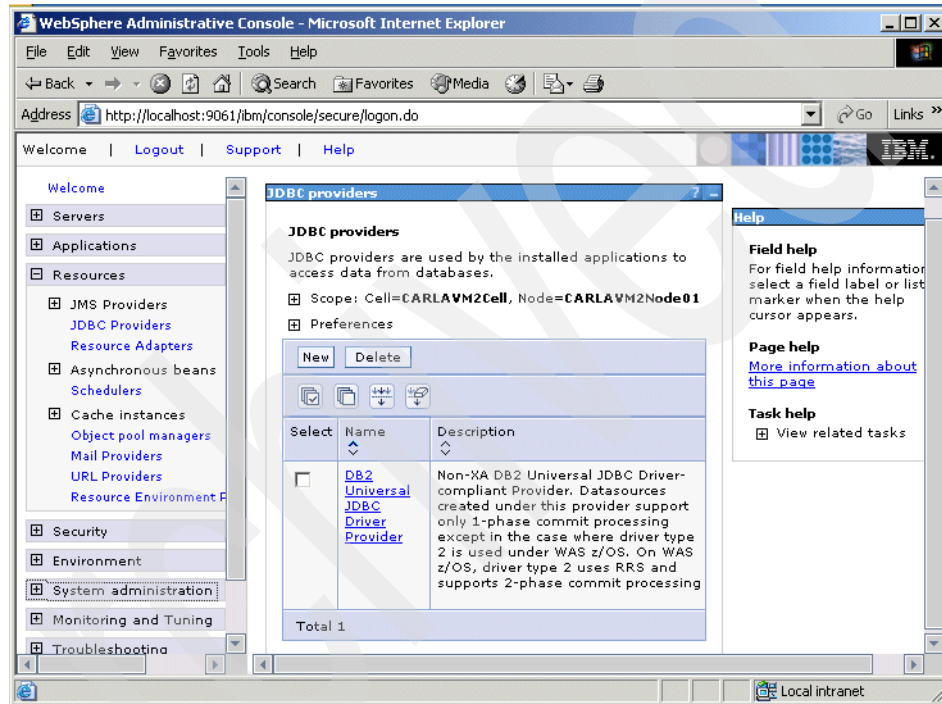 WebSphere Administrative Console - Microsoft Internet Explorer
File Edit View Favorites Tools Help
Back Search Favorites Media
Address http://localhost:9061/ibm/console/secure/logon.do Go Links »
Welcome | Logout | Support | Help
IBM.
Welcome
Servers
Applications
Resources
JMS Providers
JDBC Providers
Resource Adapters
Asynchronous beans
Schedulers
Cache instances
Object pool managers
Mail Providers
URL Providers
Resource Environment P
Security
Environment
System administration
Monitoring and Tuning
Troubleshooting
JDBC providers ? -
JDBC providers
JDBC providers are used by the installed applications to
access data from databases.
Scope: Cell=CARLAVM2Cell, Node=CARLAVM2Node01
Preferences
New Delete
Select Name Description
DB2
Universal
JDBC
Driver
Provider
Non-XA DB2 Universal JDBC Driver-
compliant Provider. Datasources
created under this provider support
only 1-phase commit processing
except in the case where driver type
2 is used under WAS z/OS. On WAS
z/OS, driver type 2 uses RRS and
supports 2-phase commit processing
Total 1
Help
Field help
For field help information
select a field label or list
marker when the help
cursor appears.
Page help
More information about
this page
Task help
View related tasks
Local intranet